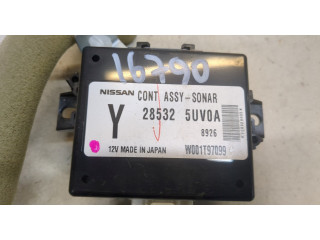 16790
NISSAN CONT ASSY-SONAR
Y 28532 5UV0A
8926
12V MADE IN JAPAN W001T97099